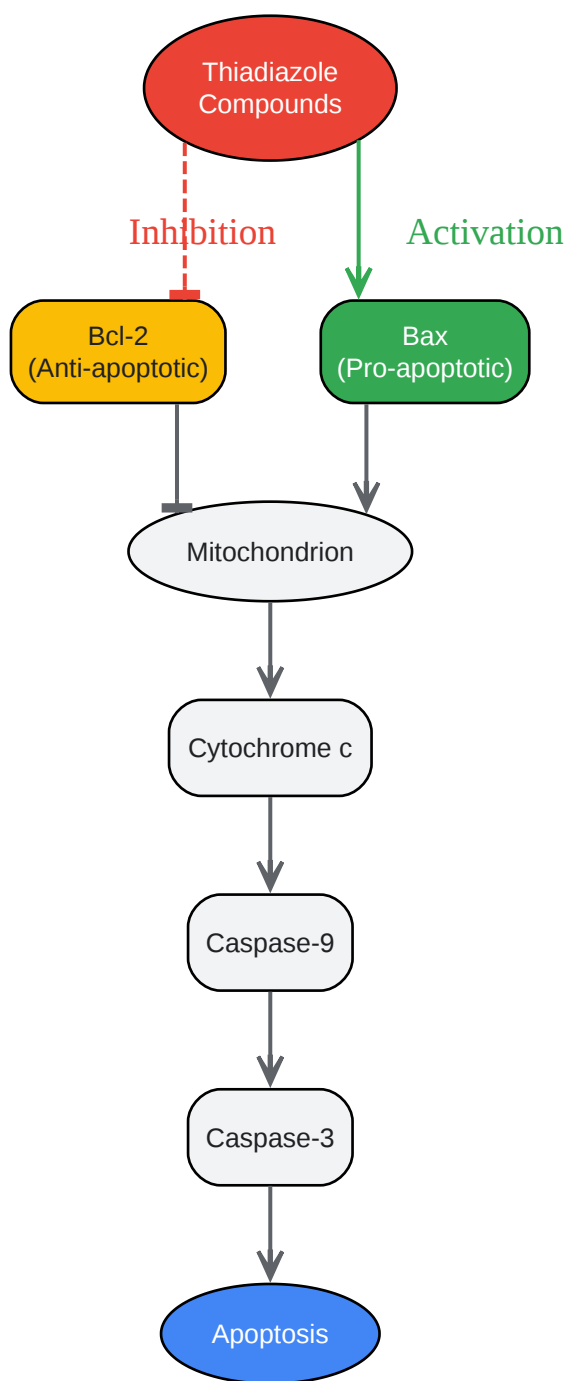 Thiadiazole
Compounds
Inhibition
Activation
Bcl-2
(Anti-apoptotic)
Bax
(Pro-apoptotic)
Mitochondrion
Cytochrome c
Caspase-9
Caspase-3
Apoptosis